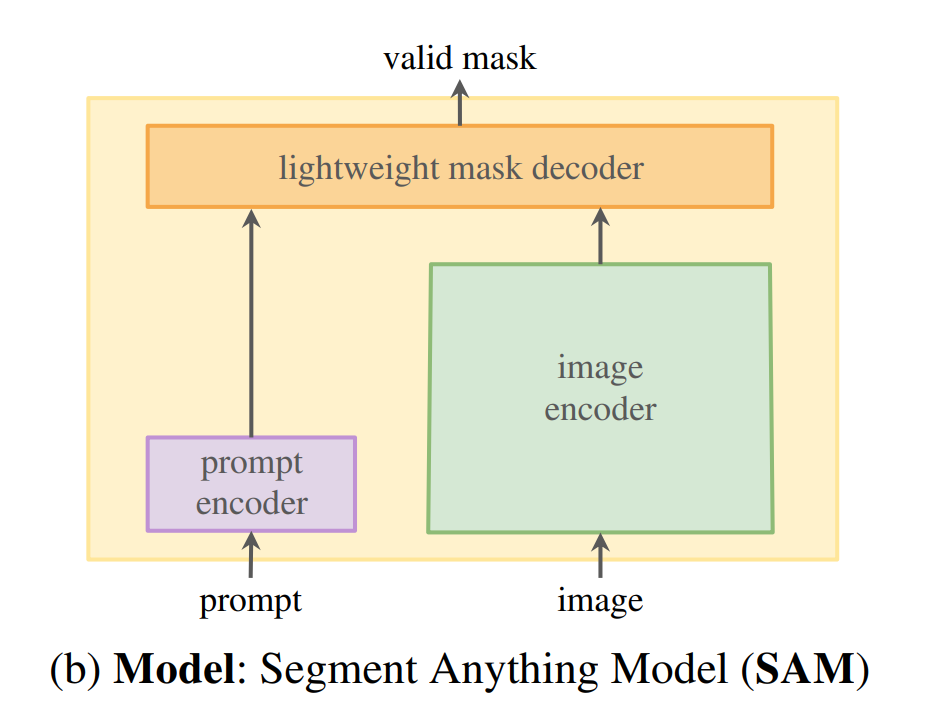 valid mask
lightweight mask decoder
image
encoder
prompt
encoder
prompt
image
(b) Model: Segment Anything Model (SAM)